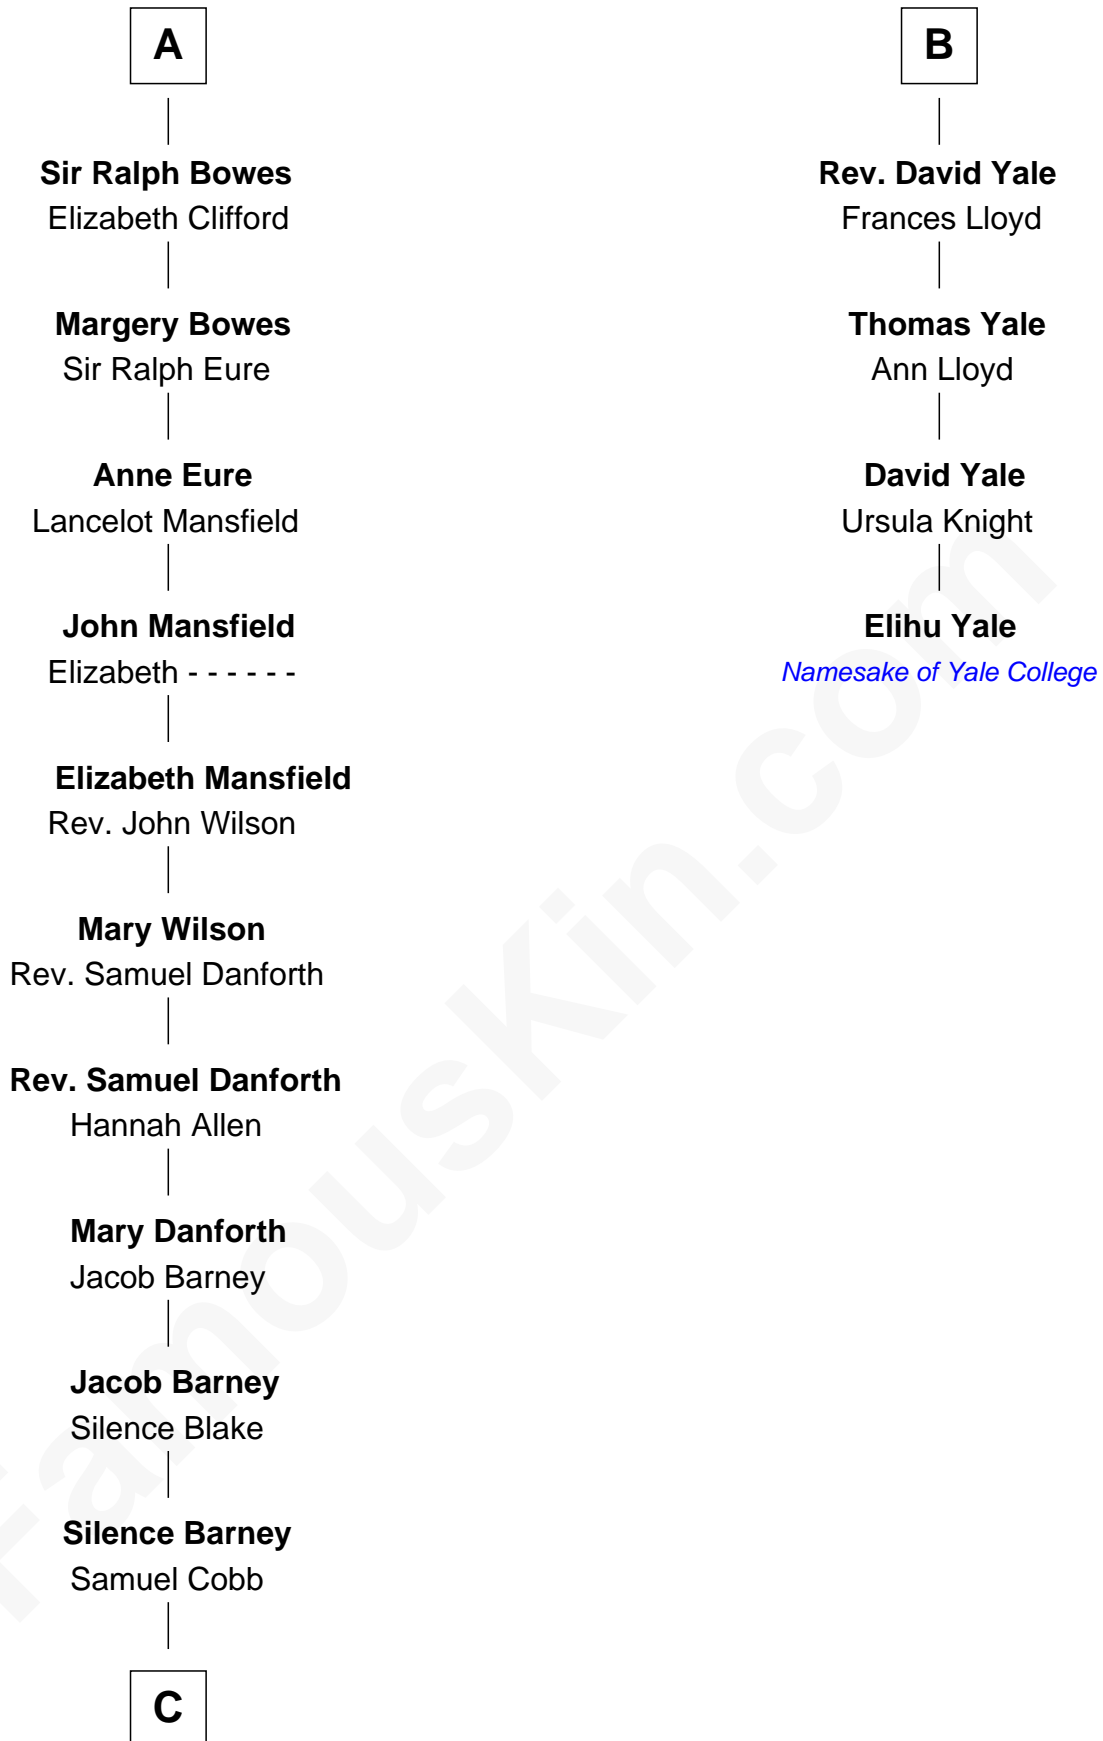 A
Sir Ralph Bowes
Elizabeth Clifford
Margery Bowes
Sir Ralph Eure
Anne Eure
Lancelot Mansfield
John Mansfield
Elizabeth - - - - - -
Elizabeth Mansfield
Rev. John Wilson
Mary Wilson
Rev. Samuel Danforth
Rev. Samuel Danforth
Hannah Allen
Mary Danforth
Jacob Barney
Jacob Barney
Silence Blake
Silence Barney
Samuel Cobb
C
B
Rev. David Yale
Frances Lloyd
Thomas Yale
Ann Lloyd
David Yale
Ursula Knight
Elihu Yale
Namesake of Yale College
FamousKin.com